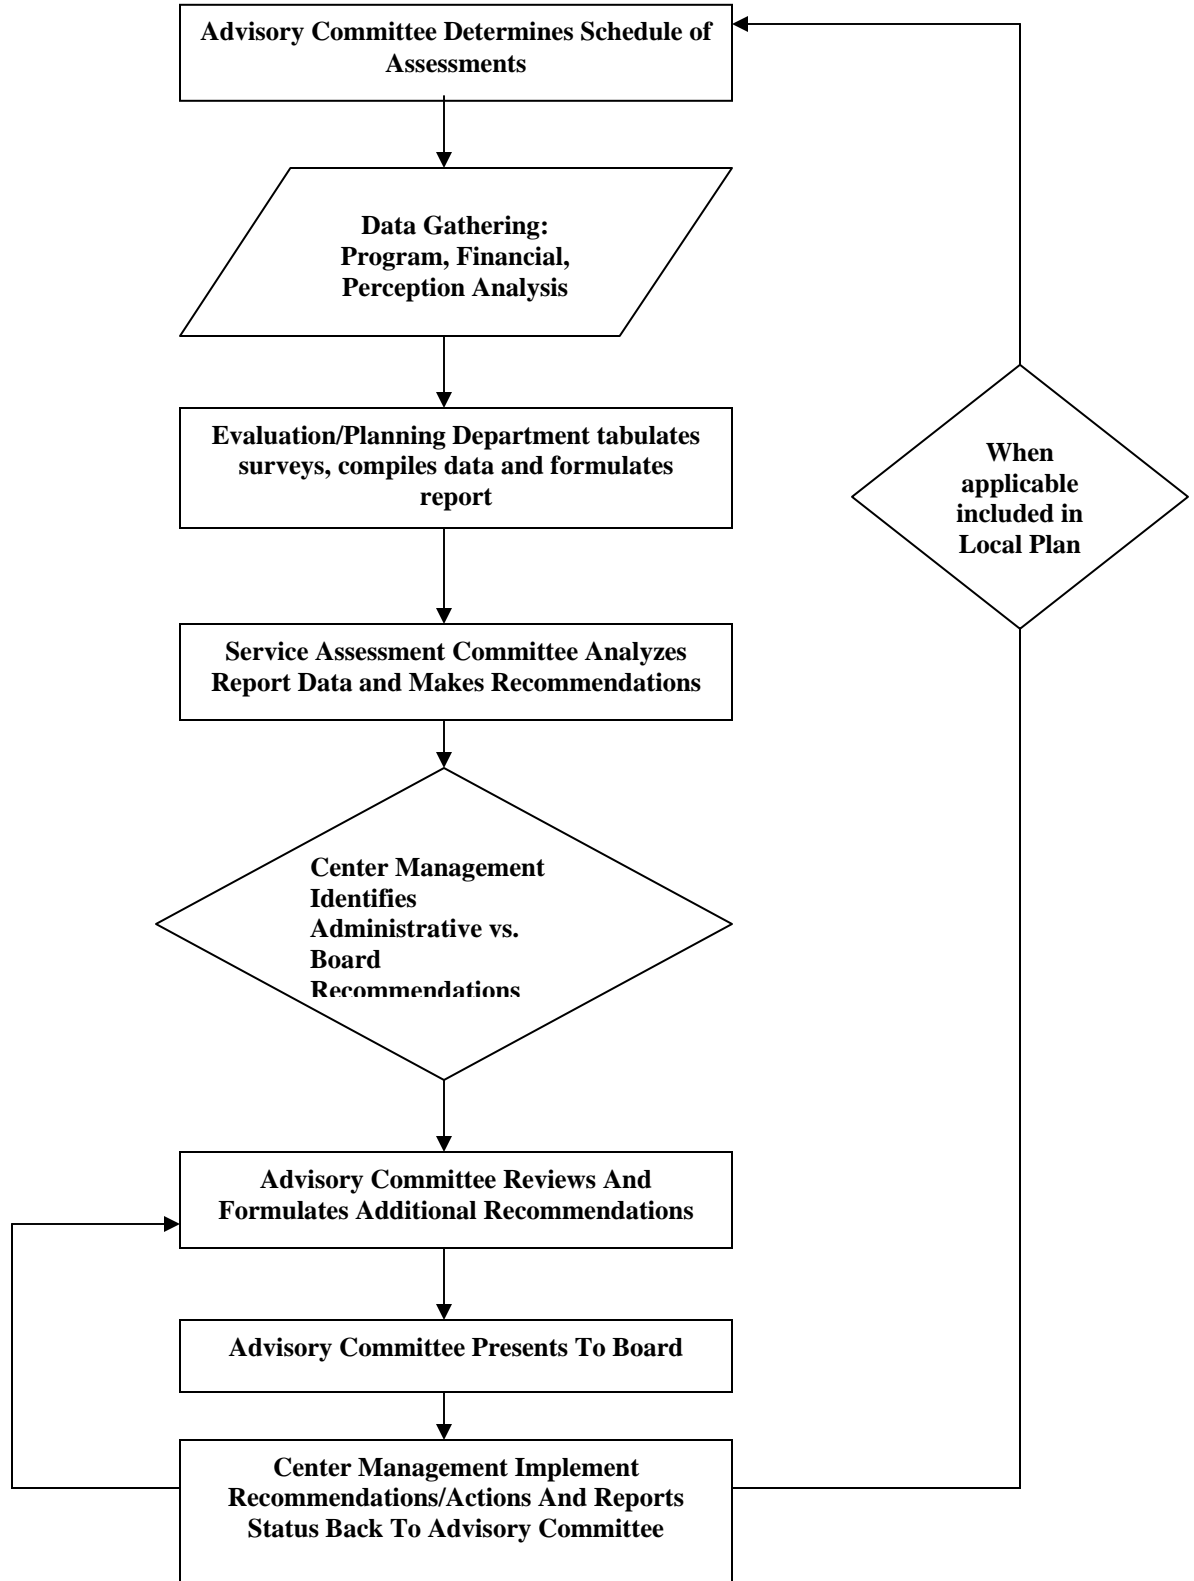 Advisory Committee Determines Schedule of
Assessments
Data Gathering:
Program, Financial,
Perception Analysis
Evaluation/Planning Department tabulates
surveys, compiles data and formulates
report
When
applicable
included in
Local Plan
Service Assessment Committee Analyzes
Report Data and Makes Recommendations
Center Management
Identifies
Administrative vs.
Board
Recommendations
Advisory Committee Reviews And
Formulates Additional Recommendations
Advisory Committee Presents To Board
Center Management Implement
Recommendations/Actions And Reports
Status Back To Advisory Committee